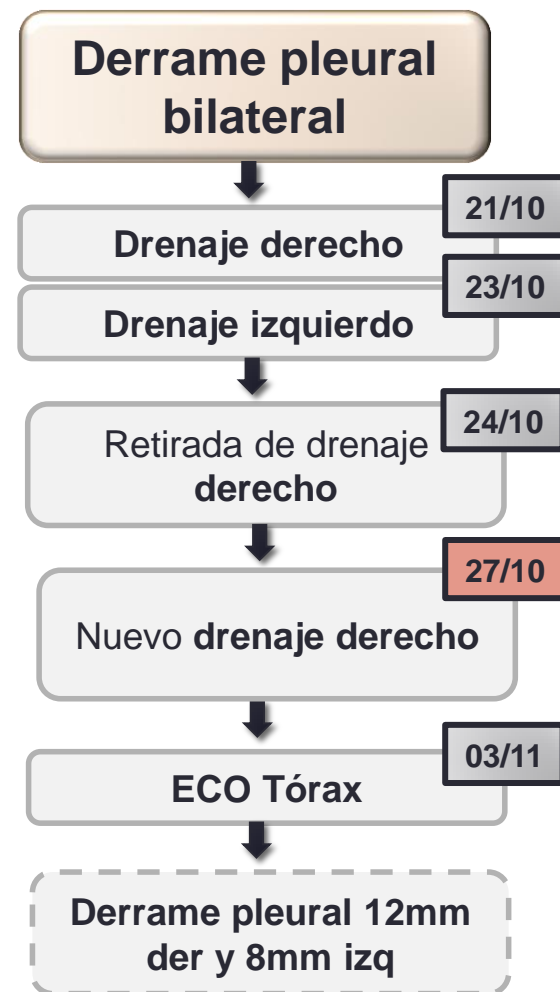 Derrame pleural
bilateral
21/10
Drenaje derecho
23/10
Drenaje izquierdo
24/10
Retirada de drenaje
derecho
27/10
Nuevo drenaje derecho
03/11
ECO Tórax
Derrame pleural 12mm
der y 8mm izq